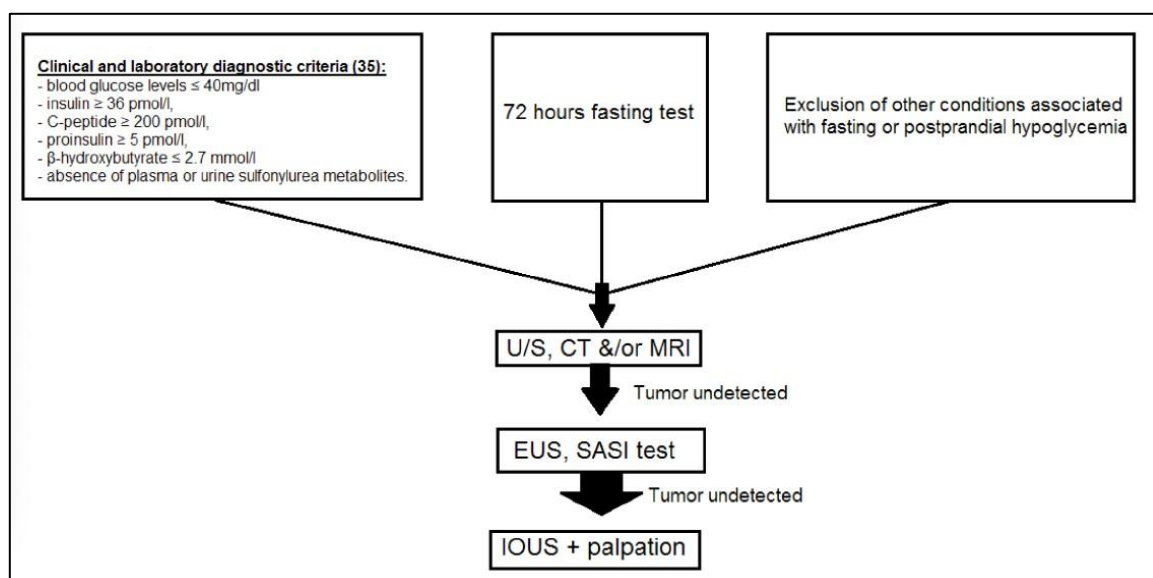 Clinical and laboratory diagnostic criteria (35):
- blood glucose levels ≤ 40mg/dl
- insulin ≥ 36 pmol/l,
- C-peptide ≥ 200 pmol/l,
- proinsulin ≥ 5 pmol/l,
- β-hydroxybutyrate ≤ 2.7 mmol/l
- absence of plasma or urine sulfonylurea metabolites.
72 hours fasting test
Exclusion of other conditions associated
with fasting or postprandial hypoglycemia
U/S, CT &/or MRI
Tumor undetected
EUS, SASI test
Tumor undetected
IOUS + palpation